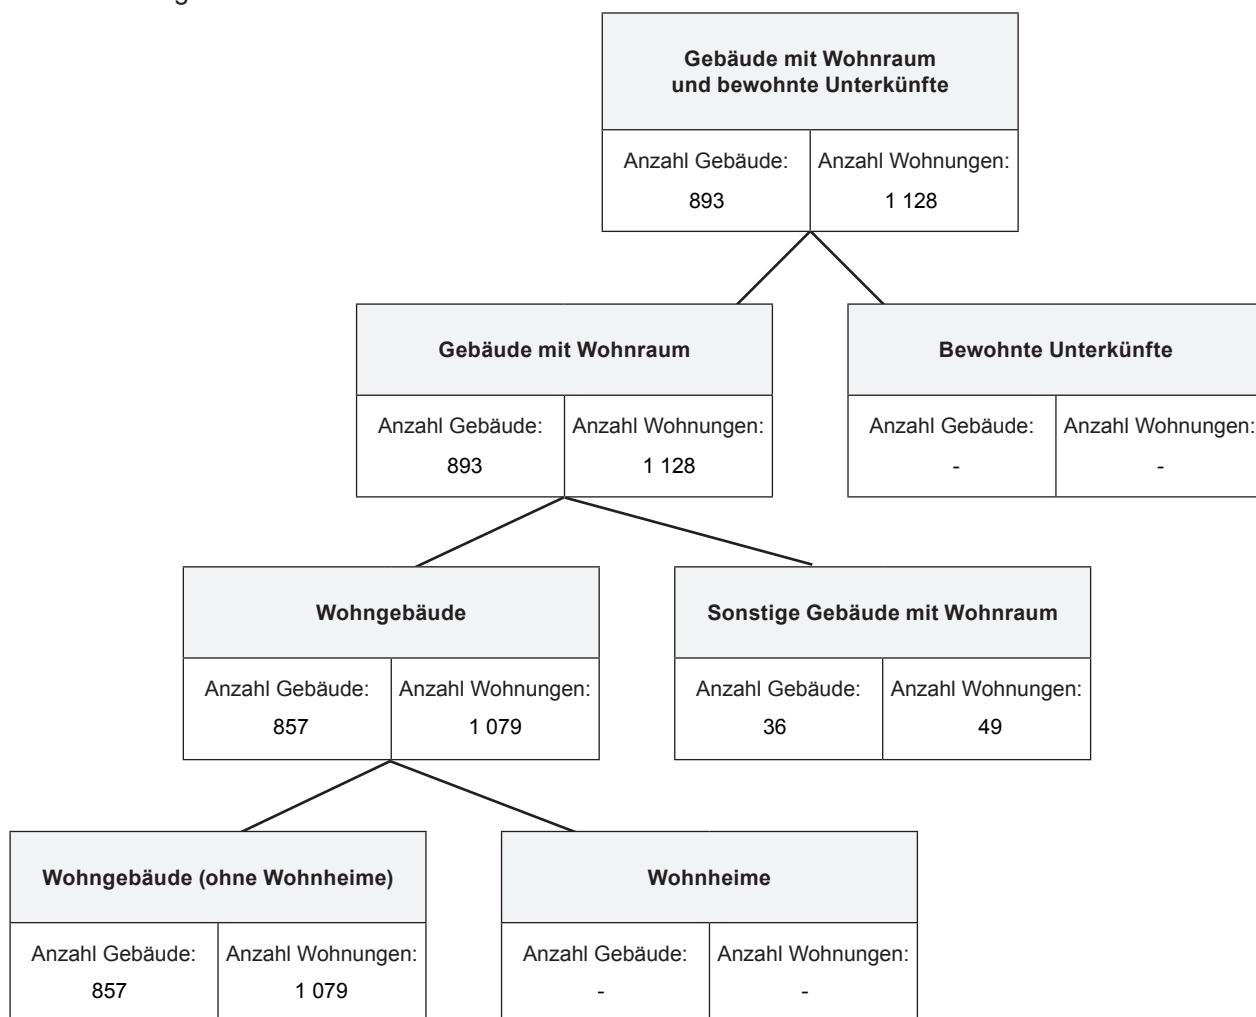 Gebäude mit Wohnraum
und bewohnte Unterkünfte
Anzahl Gebäude: Anzahl Wohnungen:
893 1 128
Gebäude mit Wohnraum Bewohnte Unterkünfte
Anzahl Gebäude: Anzahl Wohnungen: Anzahl Gebäude: Anzahl Wohnungen:
893 1 128 - -
Wohngebäude Sonstige Gebäude mit Wohnraum
Anzahl Gebäude: Anzahl Wohnungen: Anzahl Gebäude: Anzahl Wohnungen:
857 1 079 36 49
Wohngebäude (ohne Wohnheime) Wohnheime
Anzahl Gebäude: Anzahl Wohnungen: Anzahl Gebäude: Anzahl Wohnungen:
857 1 079 - -